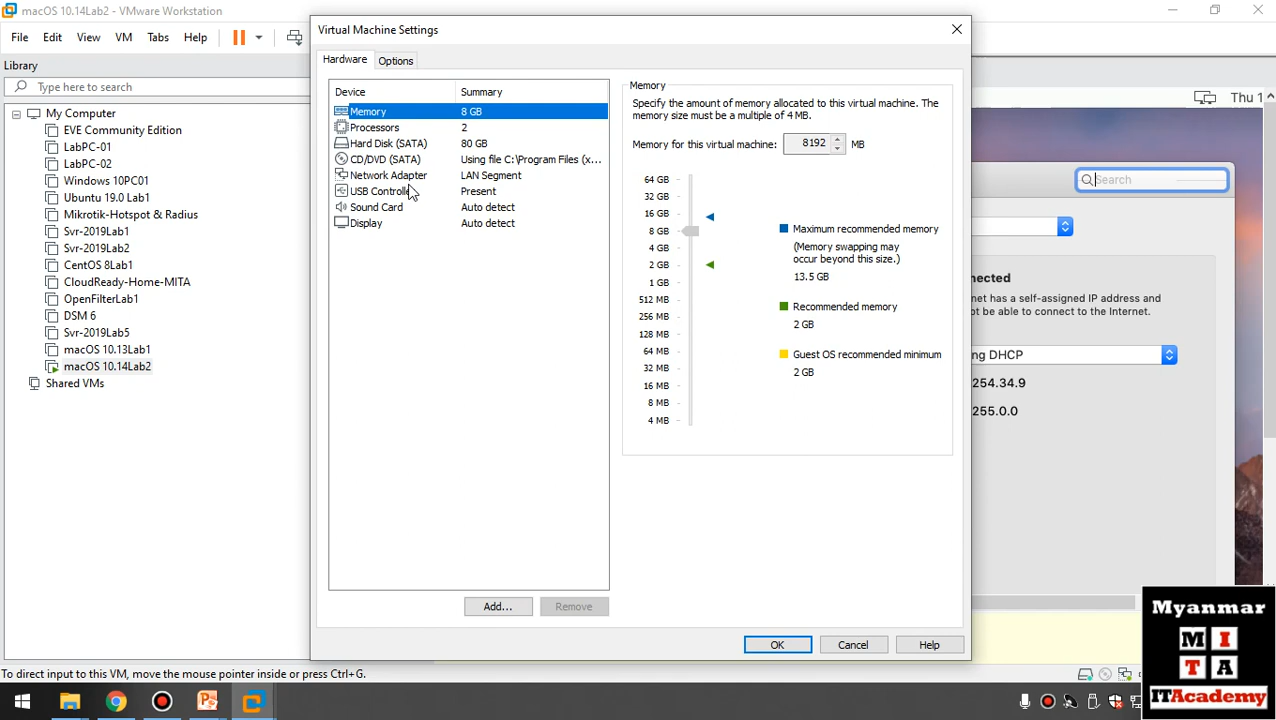 macOS 10.14Lab2 - VMware Workstation
File Edit View VM Tabs Help
Library
Type here to search
My Computer
EVE Community Edition
LabPC-01
LabPC-02
Windows 10PC01
Ubuntu 19.0 Lab1
Mikrotik-Hotspot & Radius
Svr-2019Lab1
Svr-2019Lab2
CentOS 8Lab1
CloudReady-Home-MITA
OpenFilterLab1
DSM 6
Svr-2019Lab5
macOS 10.13Lab1
macOS 10.14Lab2
Shared VMs
Virtual Machine Settings
Hardware Options
Device Summary
Memory 8 GB
Processors 2
Hard Disk (SATA) 80 GB
CD/DVD (SATA) Using file C:\Program Files (x...
Network Adapter LAN Segment
USB Controller Present
Sound Card Auto detect
Display Auto detect
Add... Remove
Memory
Specify the amount of memory allocated to this virtual machine. The
memory size must be a multiple of 4 MB.
Memory for this virtual machine: 8192 MB
64 GB
32 GB
16 GB
8 GB
4 GB
2 GB
1 GB
512 MB
256 MB
128 MB
64 MB
32 MB
16 MB
8 MB
4 MB
Maximum recommended memory
(Memory swapping may
occur beyond this size.)
13.5 GB
Recommended memory
2 GB
Guest OS recommended minimum
2 GB
OK Cancel Help
Thu 1
Search
nected
net has a self-assigned IP address and
ot be able to connect to the Internet.
ng DHCP
254.34.9
255.0.0
To direct input to this VM, move the mouse pointer inside or press Ctrl+G.
Myanmar
M I
T A
ITAcademy